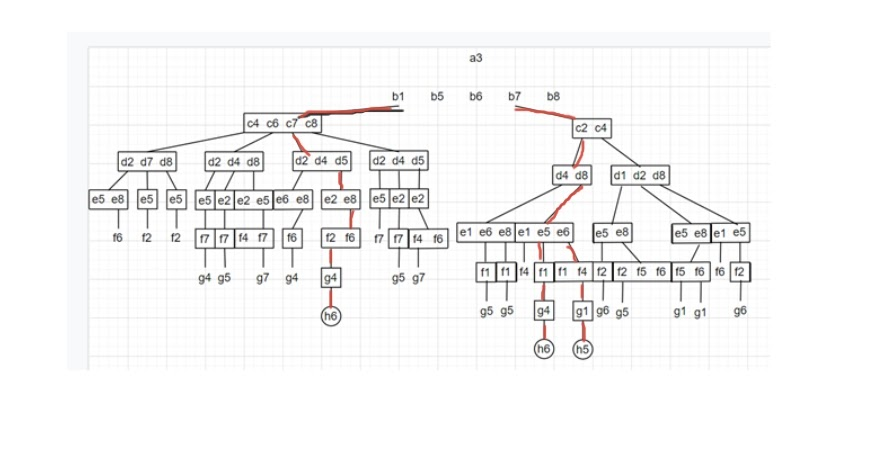 a3
b1 b5 b6 b7 b8
c4 c6 c7 c8 c2 c4
d2 d7 d8 d2 d4 d8 d2 d4 d5 d2 d4 d5 d4 d8 d1 d2 d8
e5 e8 e5 e5 e5 e2 e2 e5 e6 e8 e2 e8 e5 e2 e2 e1 e6 e8 e1 e5 e6 e5 e8 e5 e8 e1 e5
f6 f2 f2 f7 f7 f4 f7 f6 f2 f6 f7 f7 f4 f6 f1 f1 f4 f1 f1 f4 f2 f2 f5 f6 f5 f6 f6 f2
g4 g5 g7 g4 g4 g5 g7 g5 g5 g4 g1 g6 g5 g1 g1 g6
h6 h6 h5